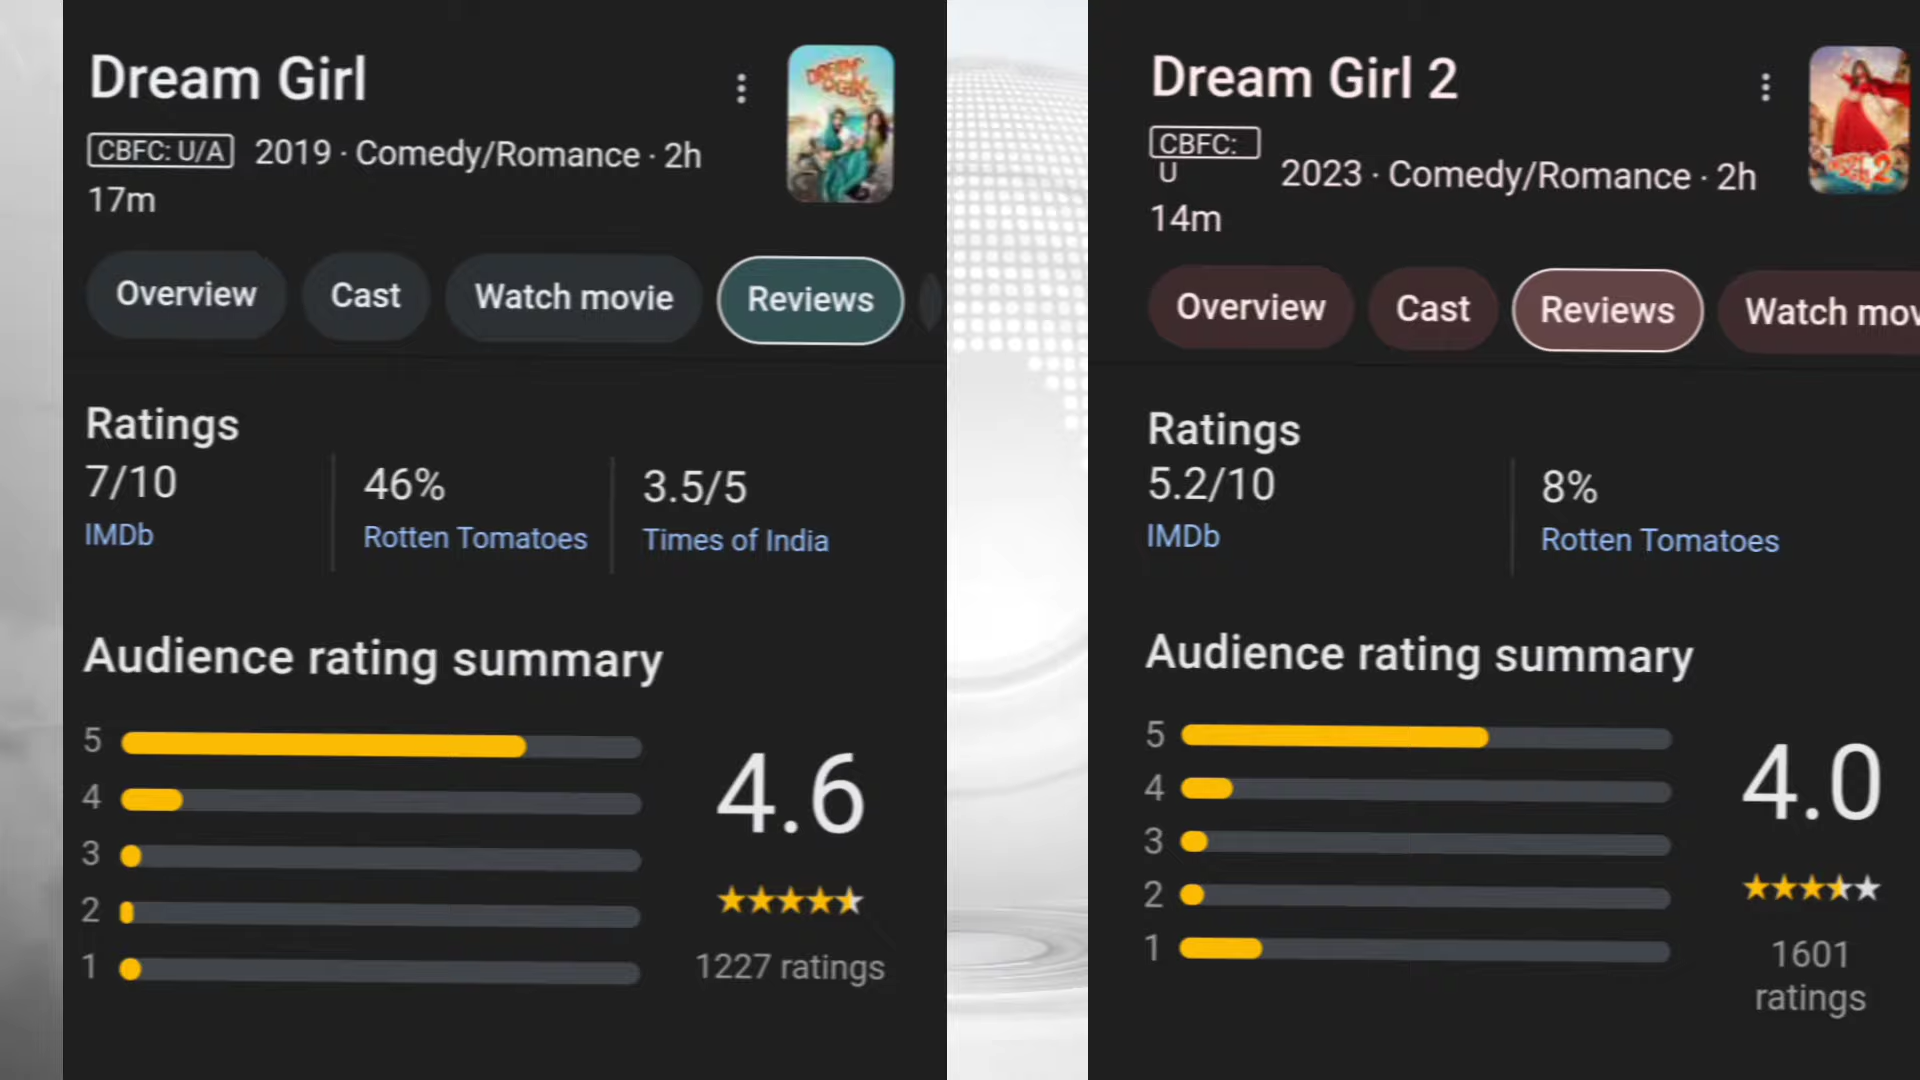 Dream Girl
CBFC: U/A 2019 · Comedy/Romance · 2h
17m
Overview Cast Watch movie Reviews
Ratings
7/10 46% 3.5/5
IMDb Rotten Tomatoes Times of India
Audience rating summary
5
4
3
2
1
4.6
1227 ratings
Dream Girl 2
CBFC:
U 2023 · Comedy/Romance · 2h
14m
Overview Cast Reviews Watch mov
Ratings
5.2/10 8%
IMDb Rotten Tomatoes
Audience rating summary
5
4
3
2
1
4.0
1601
ratings